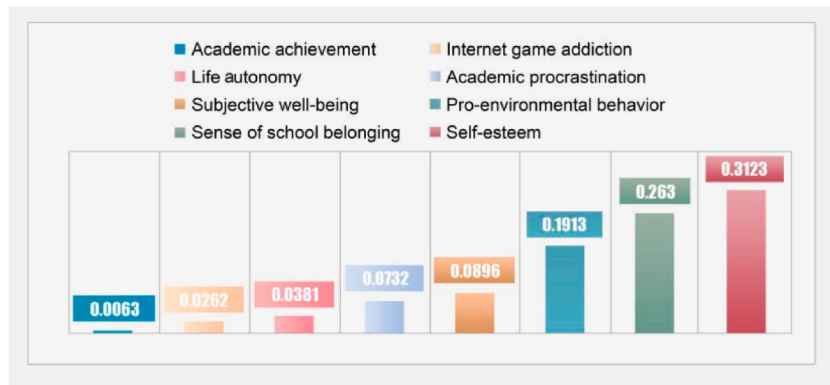 Academic achievement
Internet game addiction
Life autonomy
Academic procrastination
Subjective well-being
Pro-environmental behavior
Sense of school belonging
Self-esteem
0.0063
0.0262
0.0381
0.0732
0.0896
0.1913
0.263
0.3123